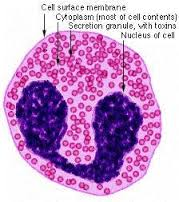 Cell surface membrane
Cytoplasm (most of cell contents)
Secretion granule, with toxins
Nucleus of cell